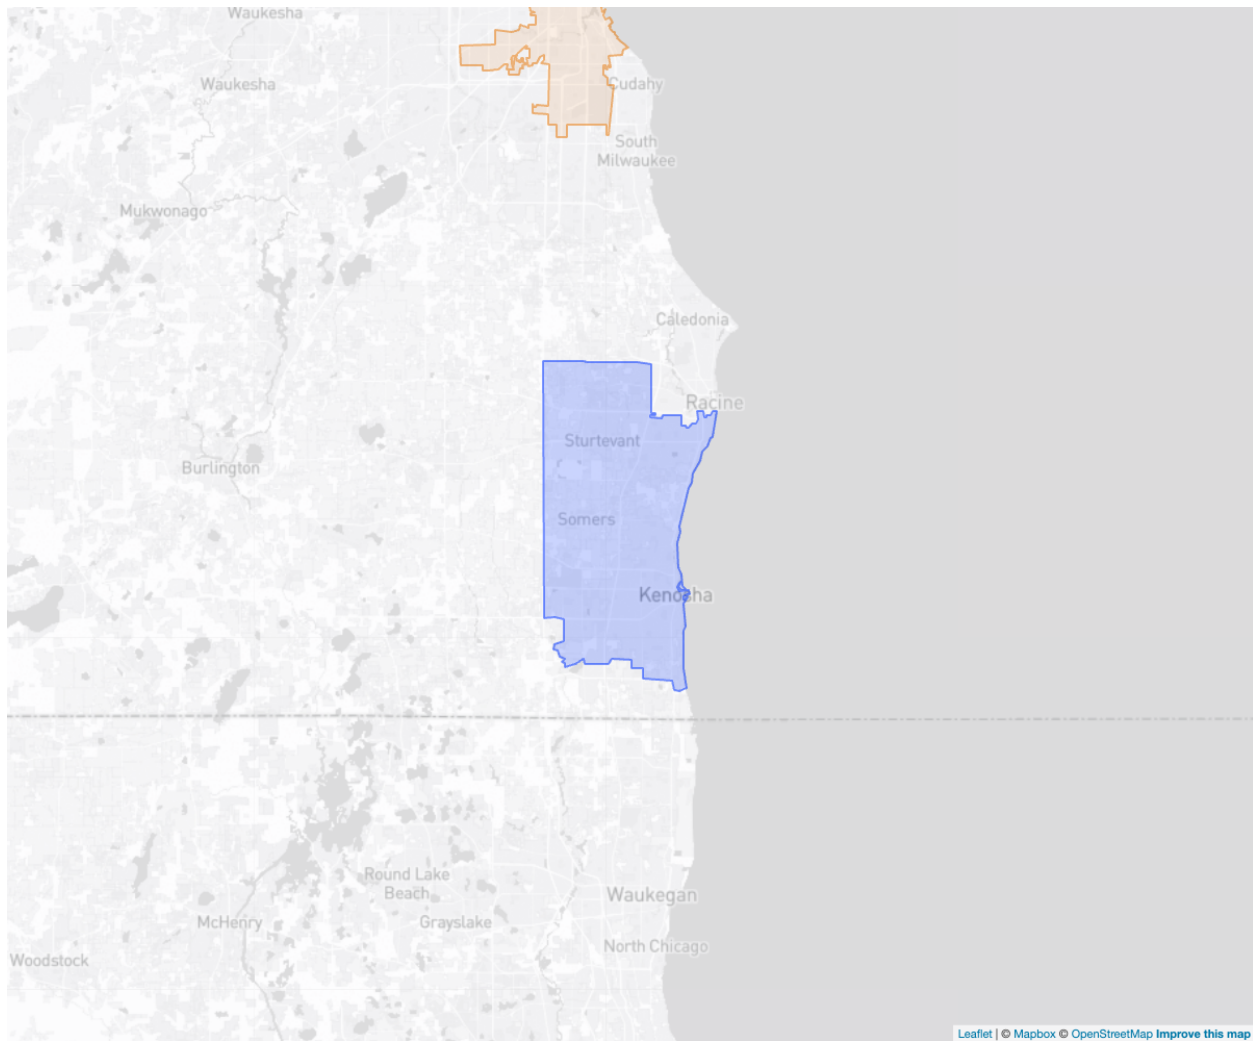 Waukesha
Waukesha
Cudahy
South
Milwaukee
Mukwonago
Caledonia
Racine
Sturtevant
Burlington
Somers
Kenosha
Round Lake
Beach
Waukegan
McHenry
Grayslake
North Chicago
Woodstock
Leaflet | © Mapbox © OpenStreetMap Improve this map